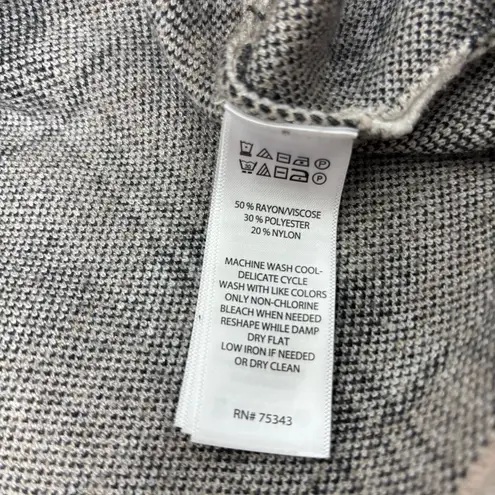 50 % RAYON/VISCOSE
30 % POLYESTER
20 % NYLON
MACHINE WASH COOL-
DELICATE CYCLE
WASH WITH LIKE COLORS
ONLY NON-CHLORINE
BLEACH WHEN NEEDED
RESHAPE WHILE DAMP
DRY FLAT
LOW IRON IF NEEDED
OR DRY CLEAN
RN# 75343